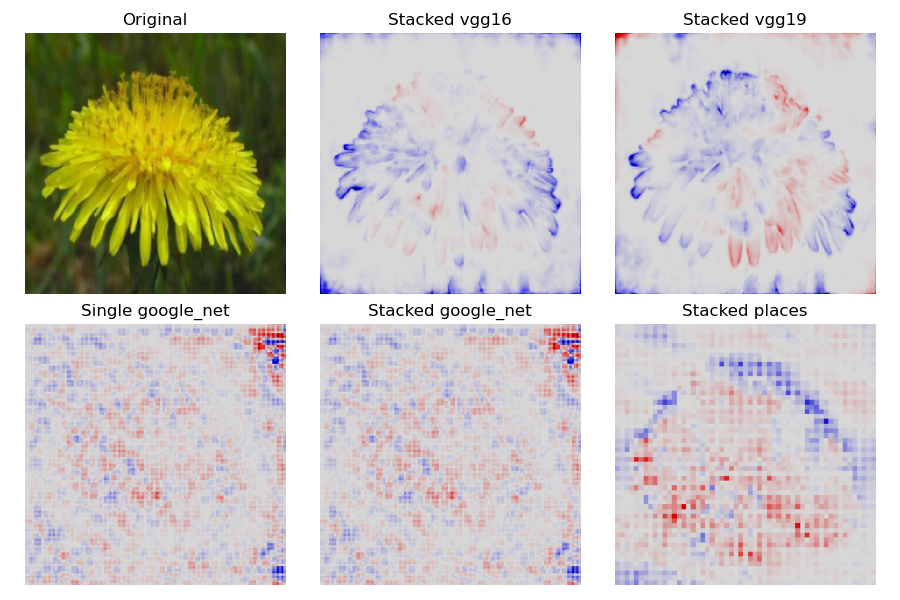 Original
Stacked vgg16
Stacked vgg19
Single google_net
Stacked google_net
Stacked places